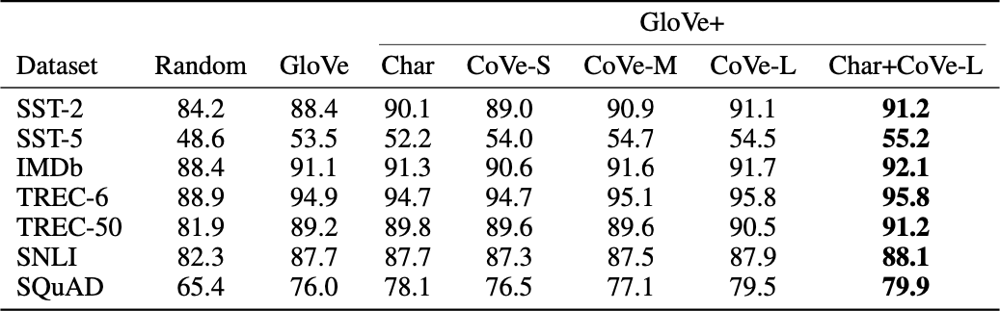 GloVe+
Dataset Random GloVe Char CoVe-S CoVe-M CoVe-L Char+CoVe-L
SST-2 84.2 88.4 90.1 89.0 90.9 91.1 91.2
SST-5 48.6 53.5 52.2 54.0 54.7 54.5 55.2
IMDb 88.4 91.1 91.3 90.6 91.6 91.7 92.1
TREC-6 88.9 94.9 94.7 94.7 95.1 95.8 95.8
TREC-50 81.9 89.2 89.8 89.6 89.6 90.5 91.2
SNLI 82.3 87.7 87.7 87.3 87.5 87.9 88.1
SQuAD 65.4 76.0 78.1 76.5 77.1 79.5 79.9